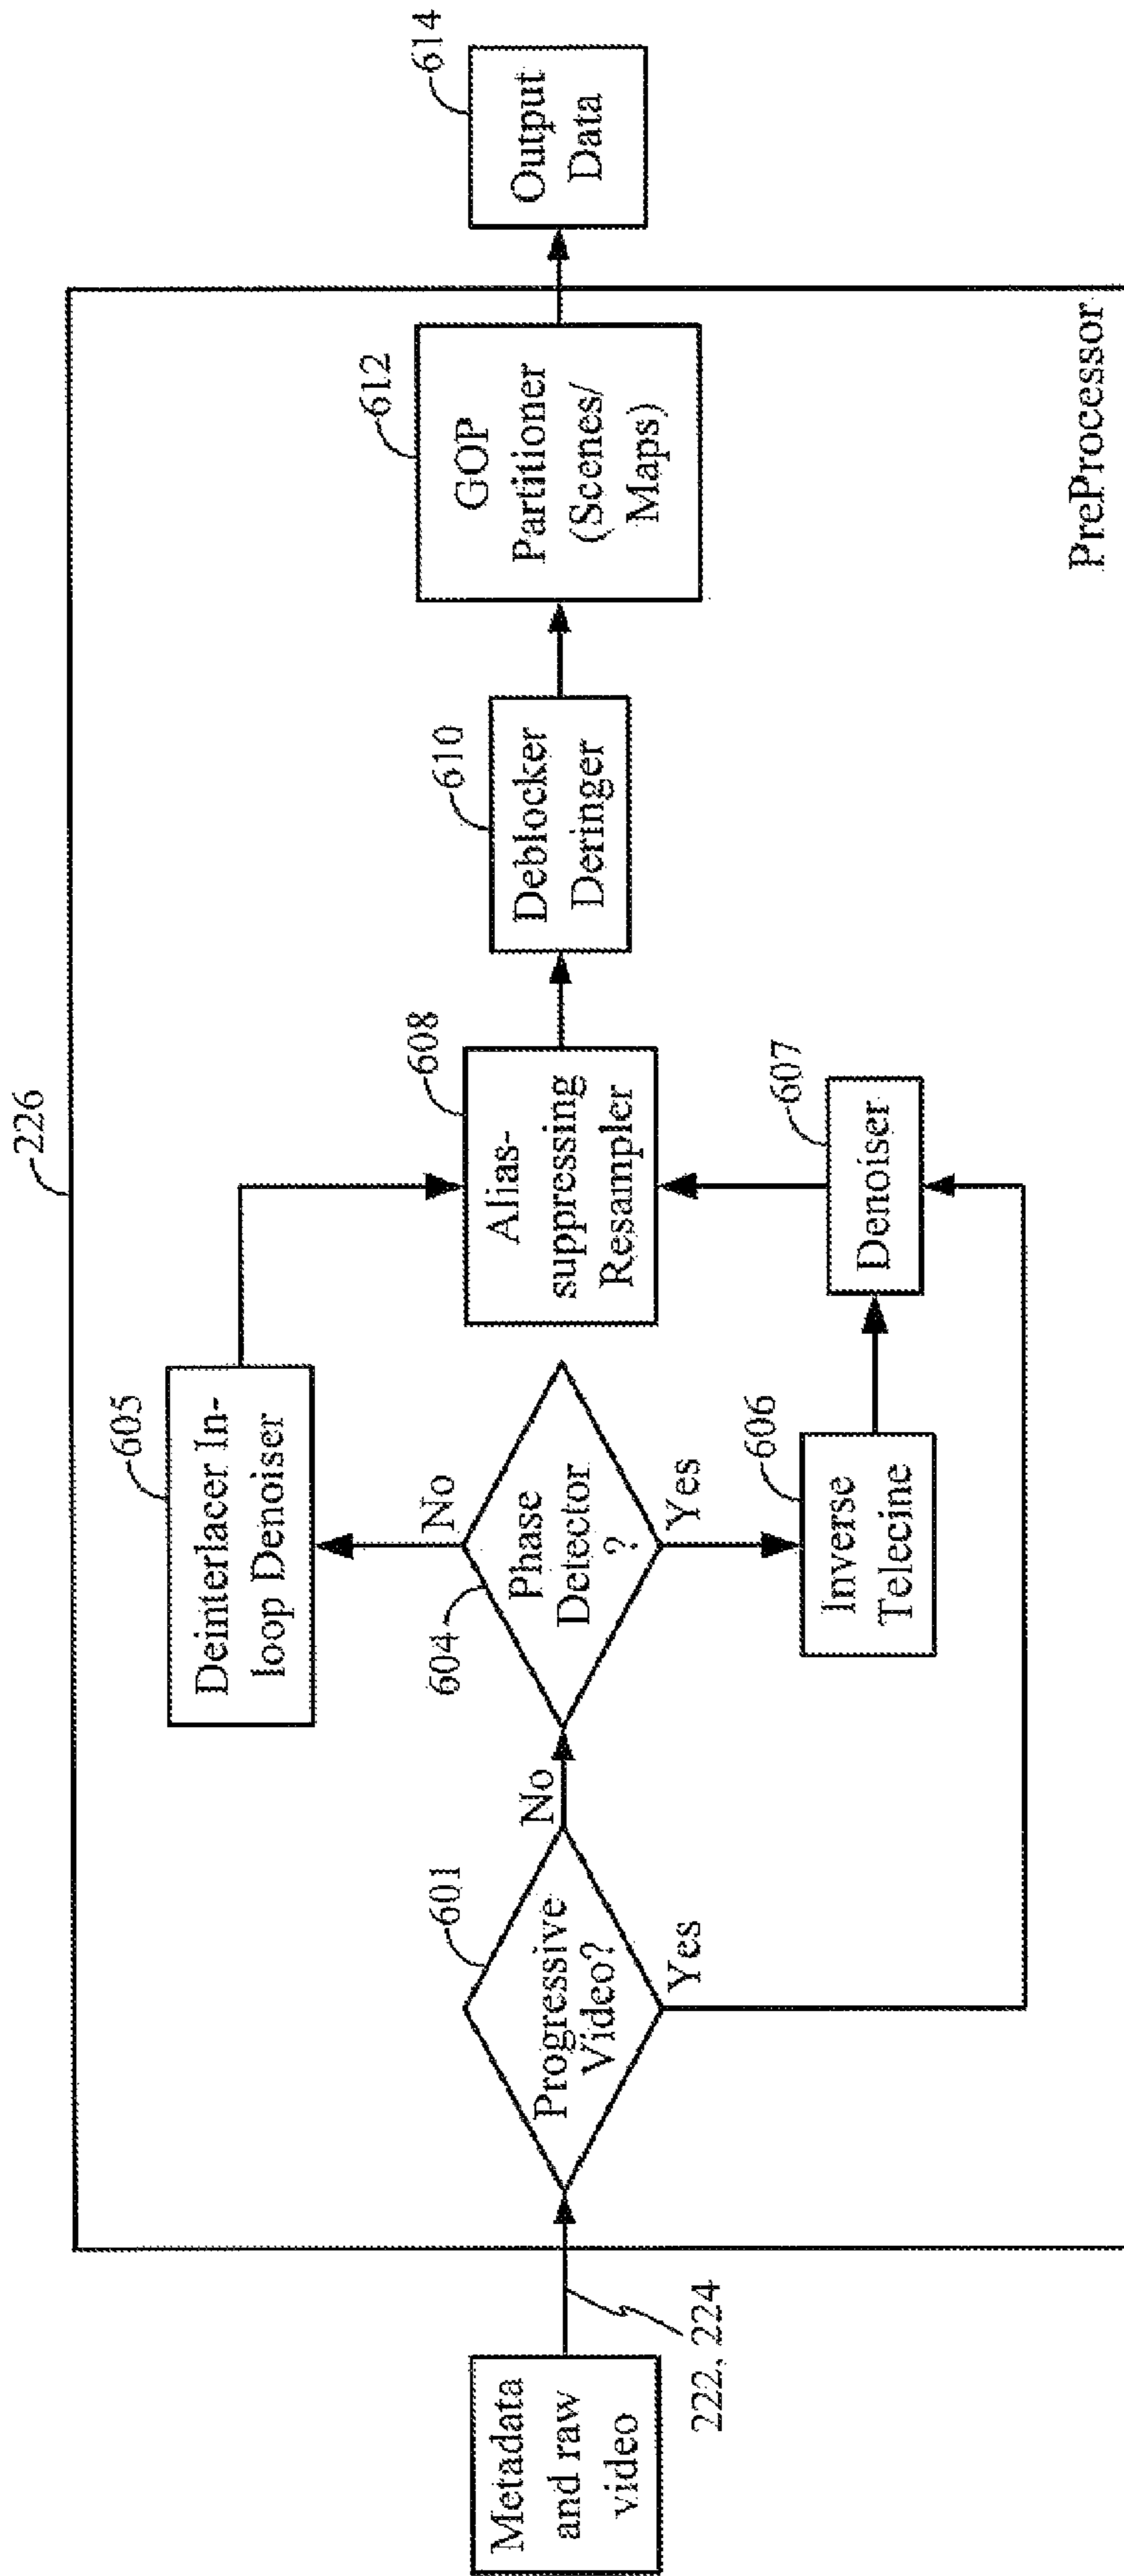 226
Metadata
and raw
video
222, 224
601
Progressive
Video?
No
Yes
604
Phase
Detector
?
No
Yes
605
Deinterlacer In-
loop Denoiser
606
Inverse
Telecine
607
Denoiser
608
Alias-
suppressing
Resampler
610
Deblocker
Deringer
612
GOP
Partitioner
(Scenes/
Maps)
PreProcessor
614
Output
Data